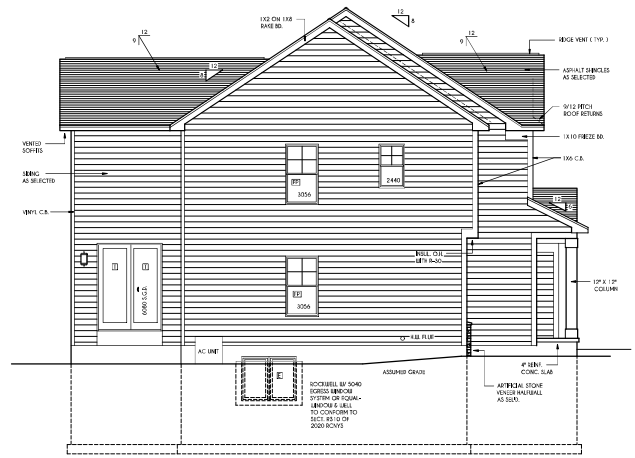 12
8
1X2 ON 1X8
RAKE BD.
12
9
12
9
RIDGE VENT ( TYP. )
12
8
ASPHALT SHINGLES
AS SELECTED
9/12 PITCH
ROOF RETURNS
VENTED
SOFFITS
1X10 FRIEZE BD.
1X6 C.B.
SIDING
AS SELECTED
FP
3056
2440
12
6
VINYL C.B.
INSUL. O.H.
WITH R-30
T
T
6080 S.G.D.
FP
3056
12" X 12"
COLUMN
H.W. FLUE
AC UNIT
ASSUMED GRADE
4" REINF.
CONC. SLAB
E
ROCKWELL W/ 5040
EGRESS WINDOW
SYSTEM OR EQUAL-
WINDOW & WELL
TO CONFORM TO
SECT. R310 OF
2020 RCNYS
ARTIFICIAL STONE
VENEER HALFWALL
AS SEL'D.